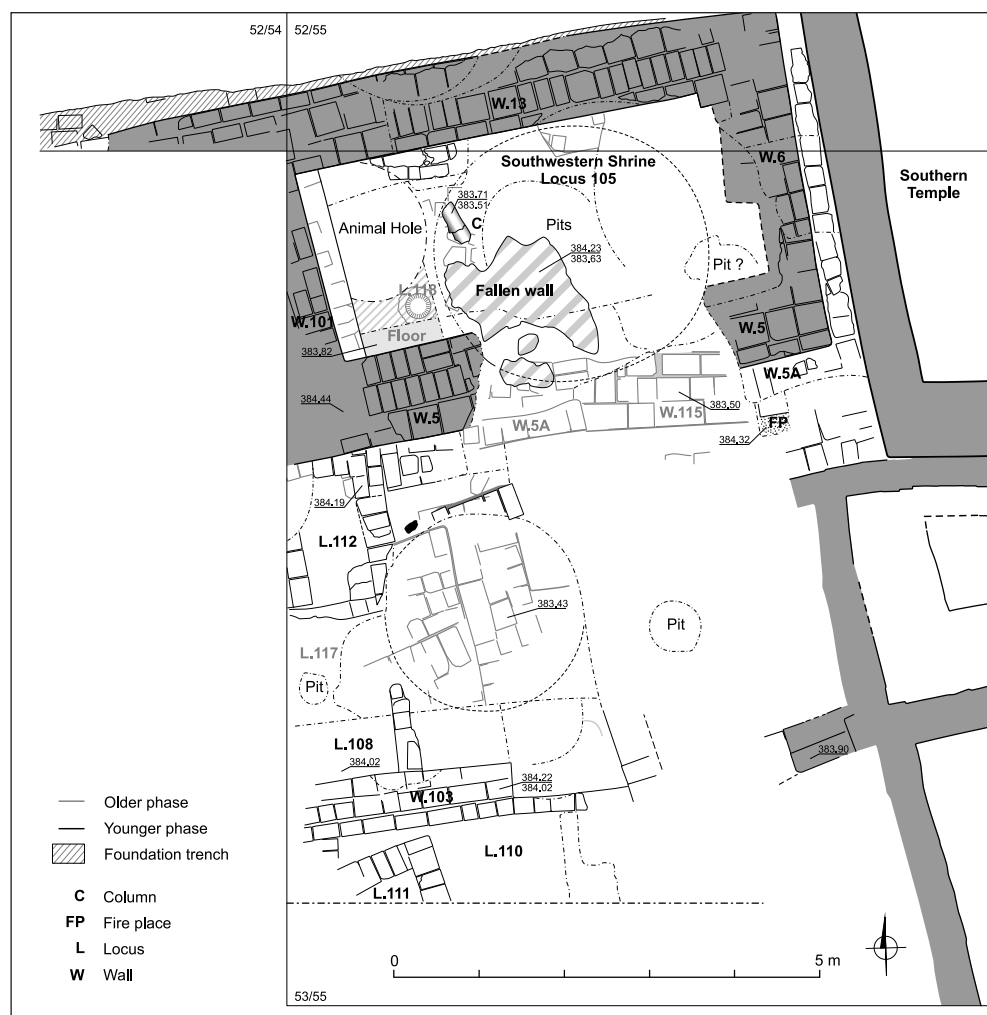 52/54
52/55
W.13
Southwestern Shrine
Locus 105
W.6
Southern
Temple
383.71
383.51
C
Animal Hole
Pits
384.23
383.63
Pit ?
L.118
Fallen wall
W.101
Floor
W.5
383.82
W.5A
384.44
W.5
383.50
W.115
W.5A
FP
384.32
384.19
L.112
383.43
Pit
L.117
Pit
L.108
384.02
383.90
384.22
384.02
W.103
L.110
L.111
Older phase
Younger phase
Foundation trench
C Column
FP Fire place
L Locus
W Wall
0
5 m
53/55